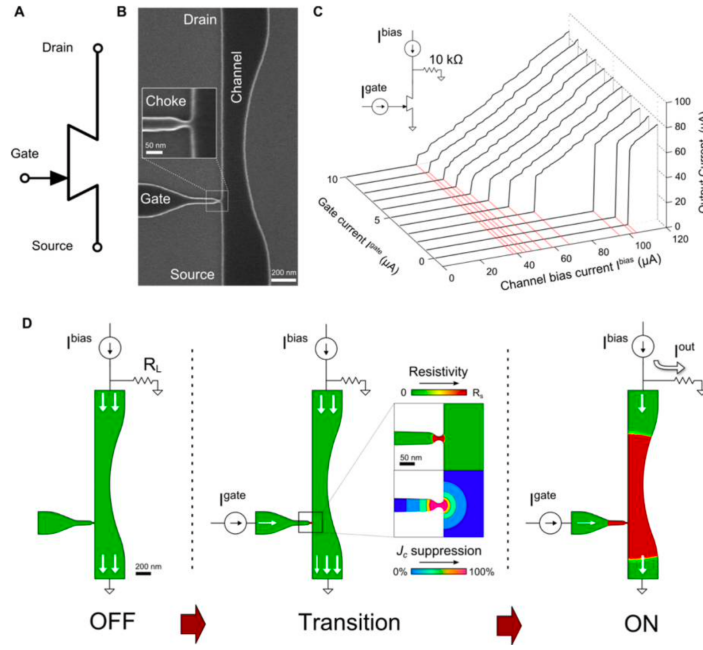 A
Drain
Gate
Source
B
Drain
Channel
Choke
50 nm
Gate
Source
200 nm
C
I^bias
10 kΩ
I^gate
100
80
60
40
20
0
Output Current (μA)
10
5
0
Gate current I^gate (μA)
0
20
40
60
80
100
120
Channel bias current I^bias (μA)
D
I^bias
R_L
200 nm
OFF
I^bias
I^gate
Resistivity
0
R_s
50 nm
J_c suppression
0%
100%
Transition
I^bias
I^out
I^gate
ON